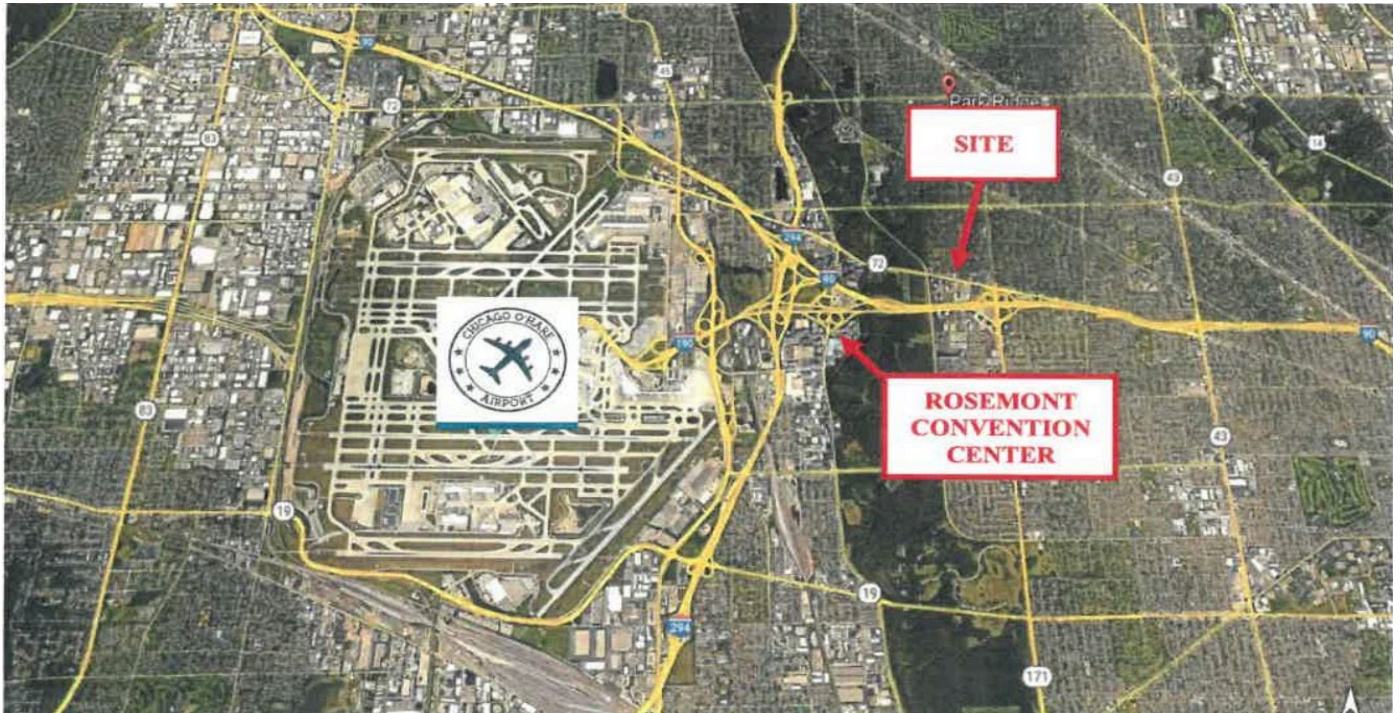 90
45
72
83
Park Ridge
14
SITE
43
294
72
90
CHICAGO O'HARE
AIRPORT
190
90
ROSEMONT
CONVENTION
CENTER
83
43
19
19
294
171